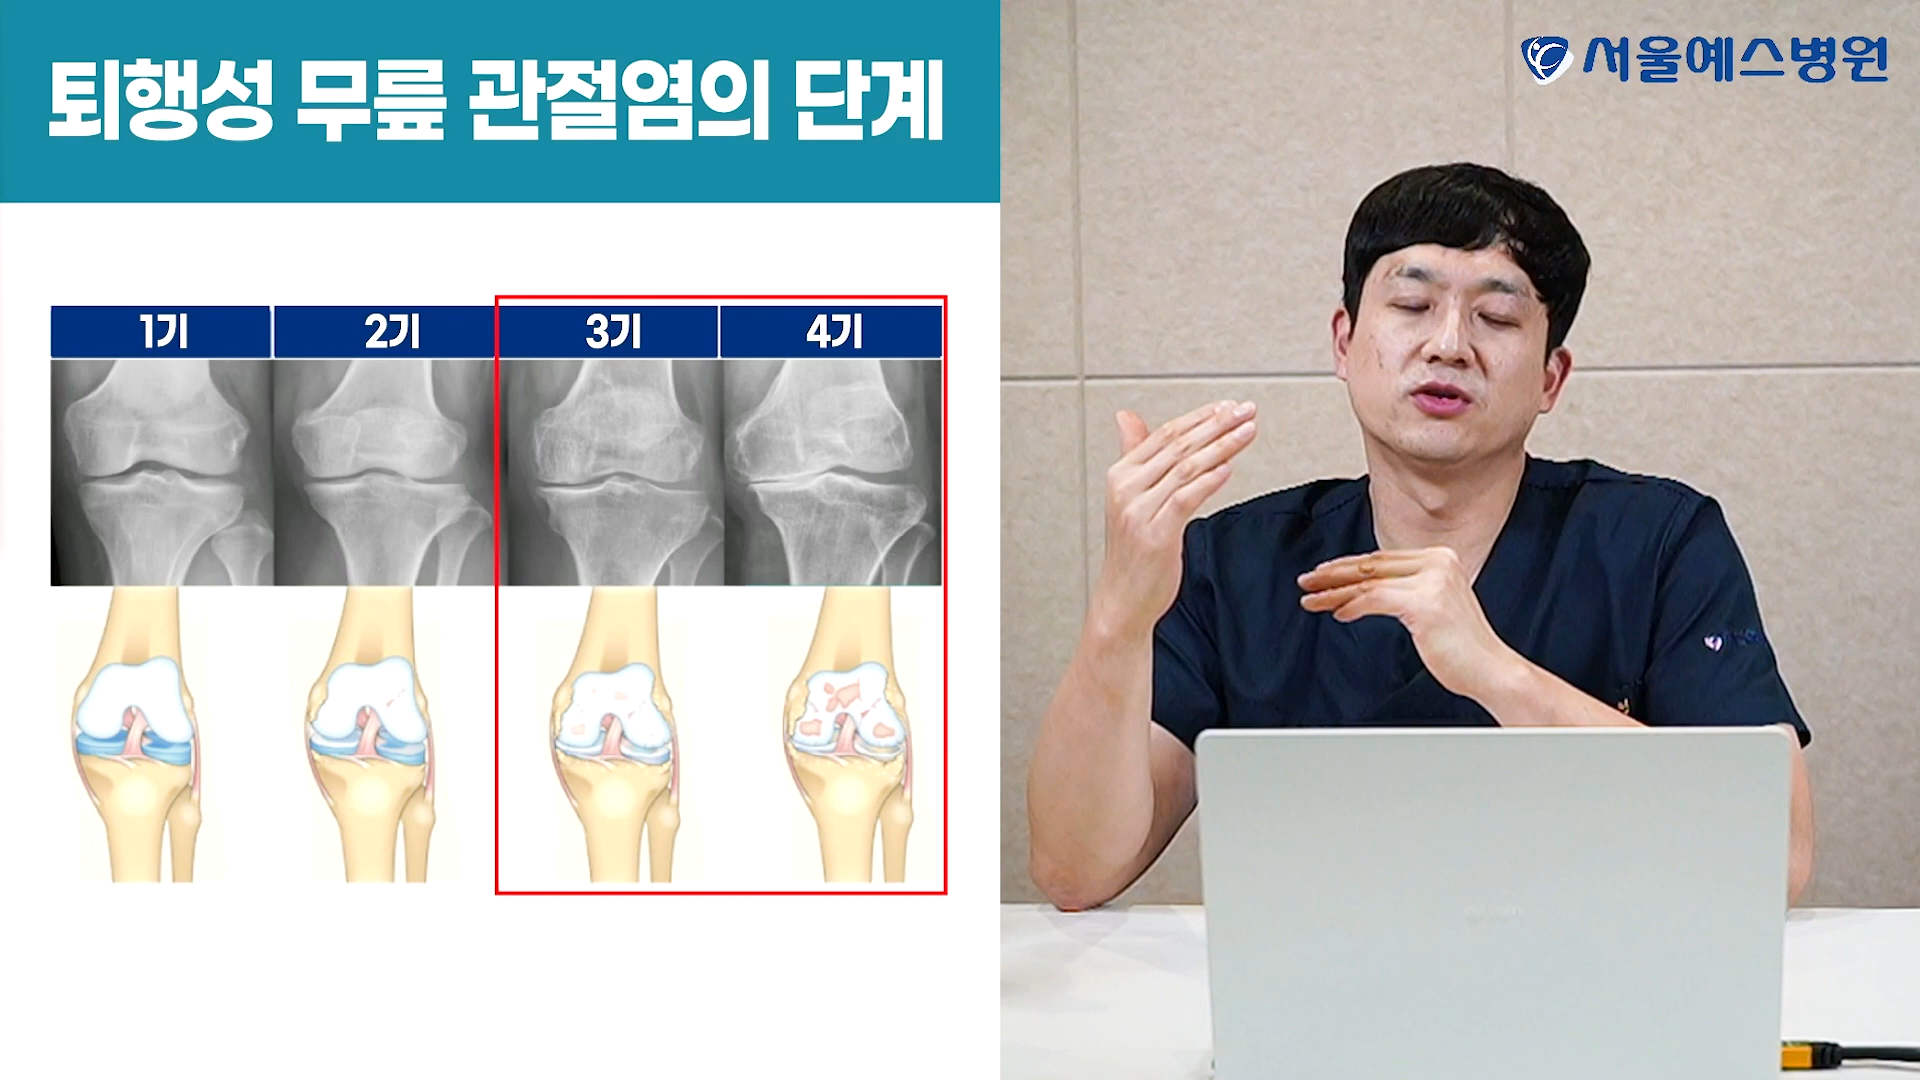 퇴행성 무릎 관절염의 단계
서울예스병원
1기
2기
3기
4기